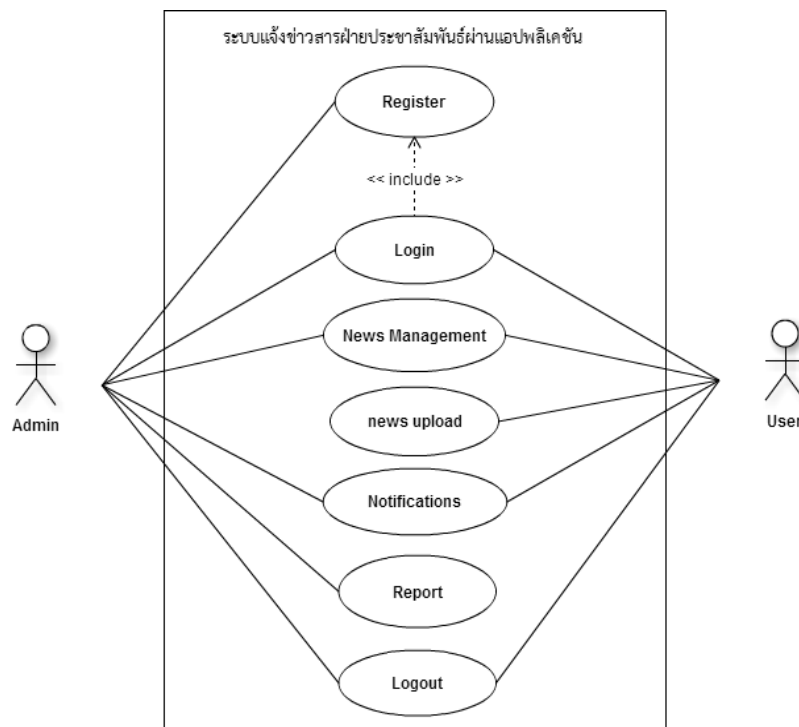 ระบบแจ้งข่าวสารฝ่ายประชาสัมพันธ์ผ่านแอปพลิเคชัน
Register
<< include >>
Login
News Management
news upload
Notifications
Report
Logout
Admin
User